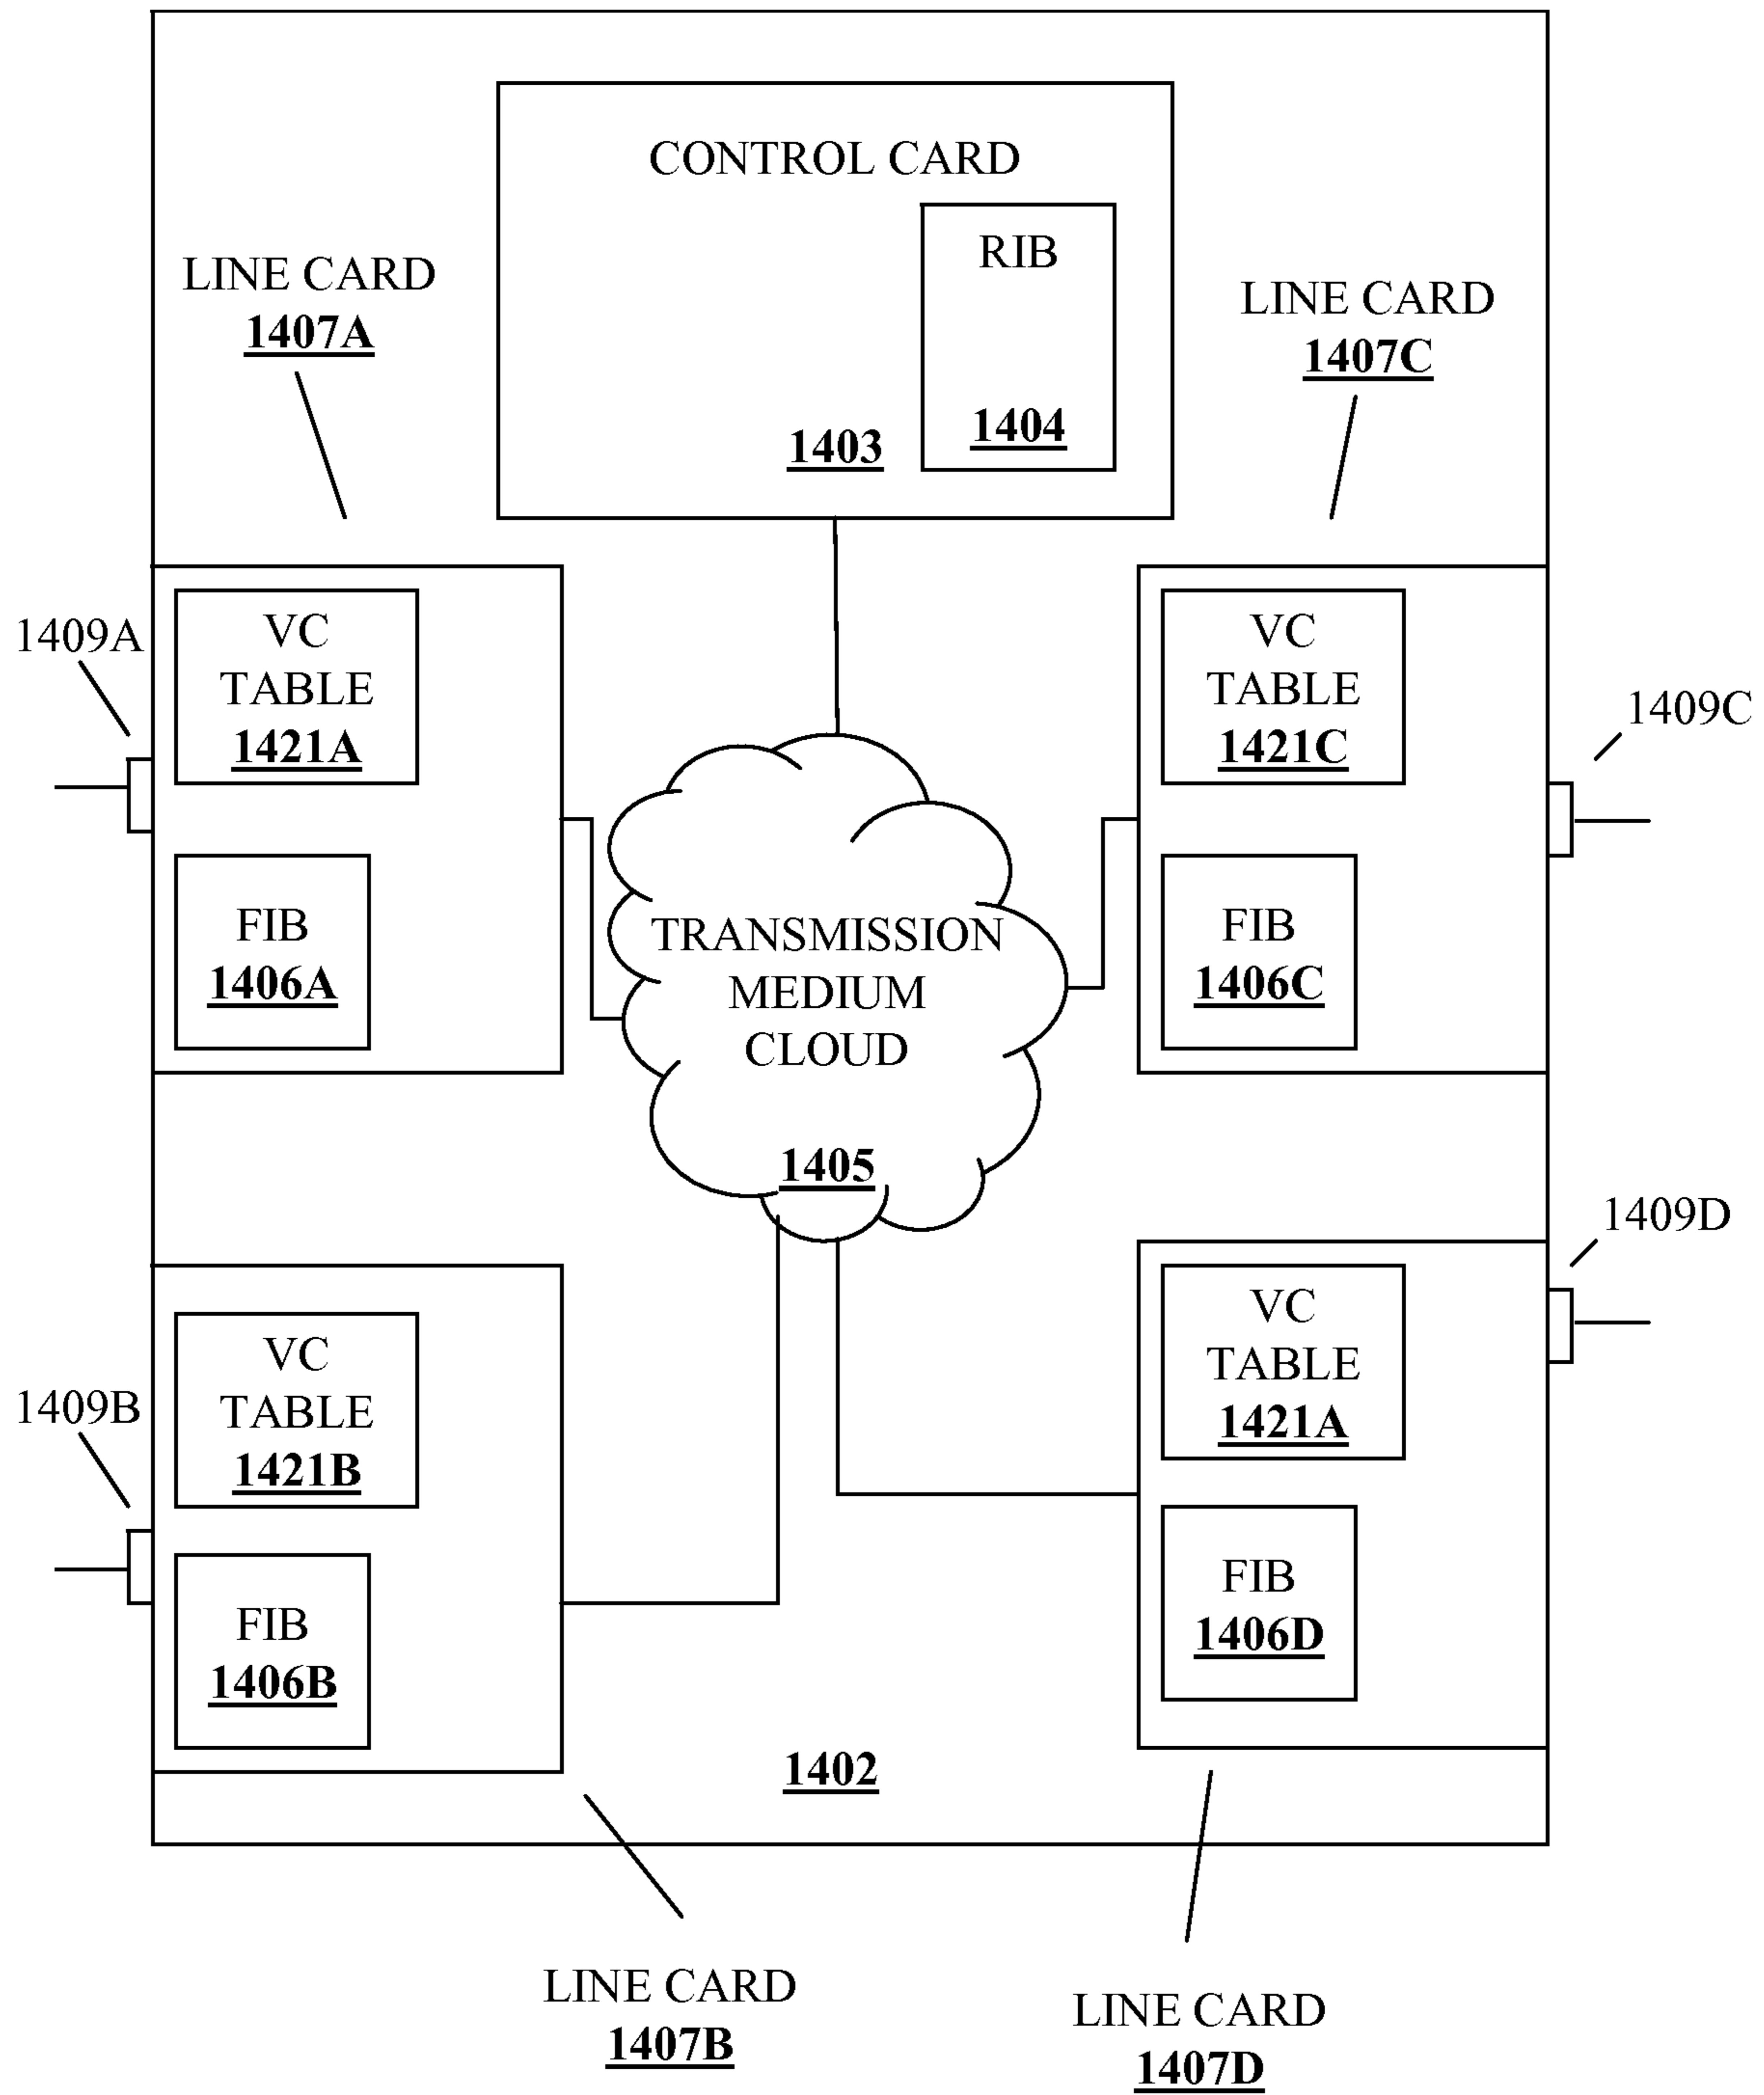 CONTROL CARD
RIB
1404
1403
LINE CARD
1407A
LINE CARD
1407C
1409A
VC
TABLE
1421A
FIB
1406A
VC
TABLE
1421C
FIB
1406C
1409C
TRANSMISSION
MEDIUM
CLOUD
1405
1409B
VC
TABLE
1421B
FIB
1406B
1409D
VC
TABLE
1421A
FIB
1406D
1402
LINE CARD
1407B
LINE CARD
1407D